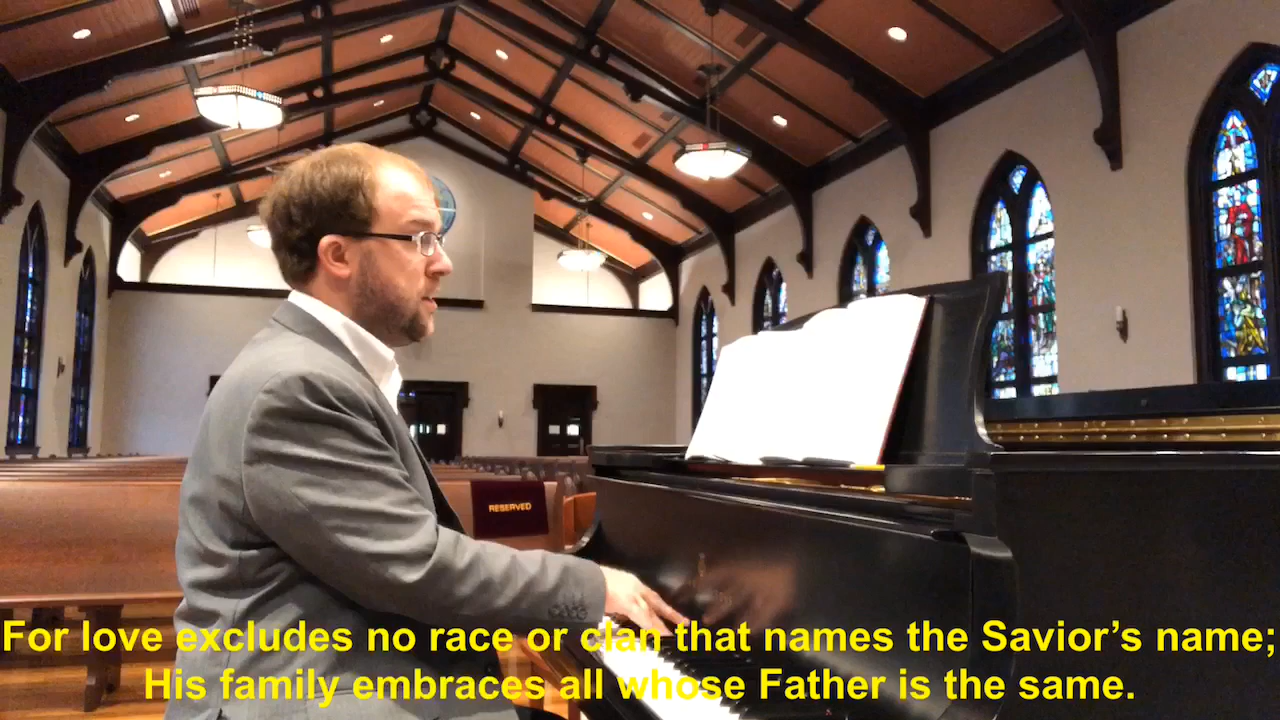 RESERVED
For love excludes no race or clan that names the Savior’s name;
His family embraces all whose Father is the same.